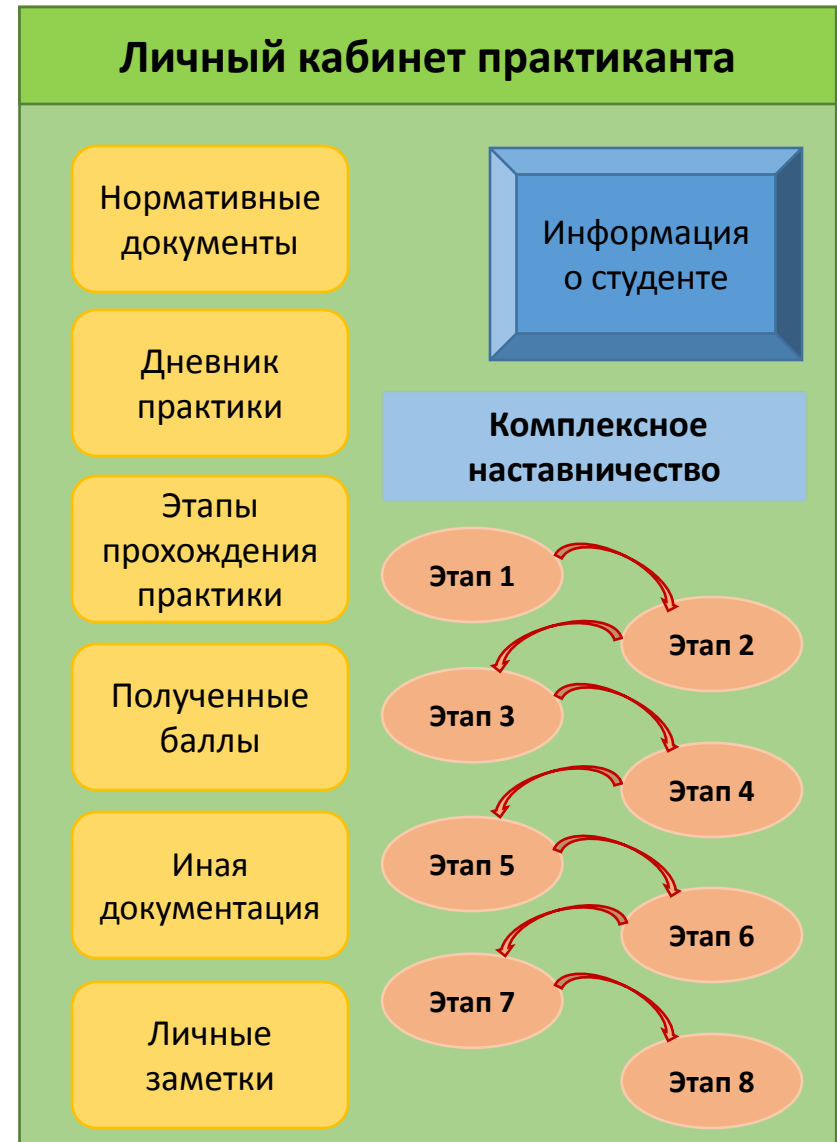 Личный кабинет практиканта
Нормативные
документы
Дневник
практики
Этапы
прохождения
практики
Полученные
баллы
Иная
документация
Личные
заметки
Информация
о студенте
Комплексное
наставничество
Этап 1
Этап 2
Этап 3
Этап 4
Этап 5
Этап 6
Этап 7
Этап 8